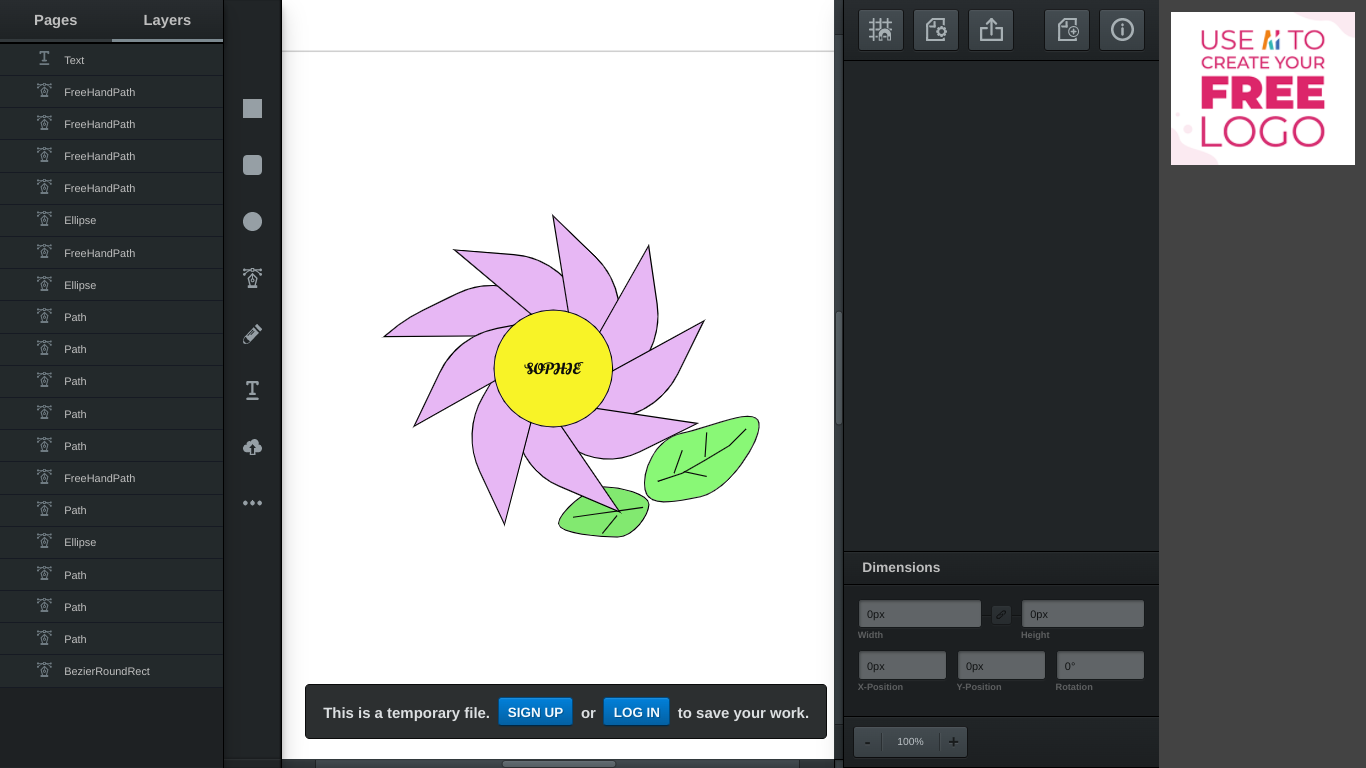 Pages Layers
Text
FreeHandPath
FreeHandPath
FreeHandPath
FreeHandPath
Ellipse
FreeHandPath
Ellipse
Path
Path
Path
Path
Path
FreeHandPath
Path
Ellipse
Path
Path
Path
BezierRoundRect
SOPHIE
This is a temporary file. SIGN UP or LOG IN to save your work.
Dimensions
0px 0px
Width Height
0px 0px 0°
X-Position Y-Position Rotation
- 100% +
USE TO
CREATE YOUR
FREE
LOGO